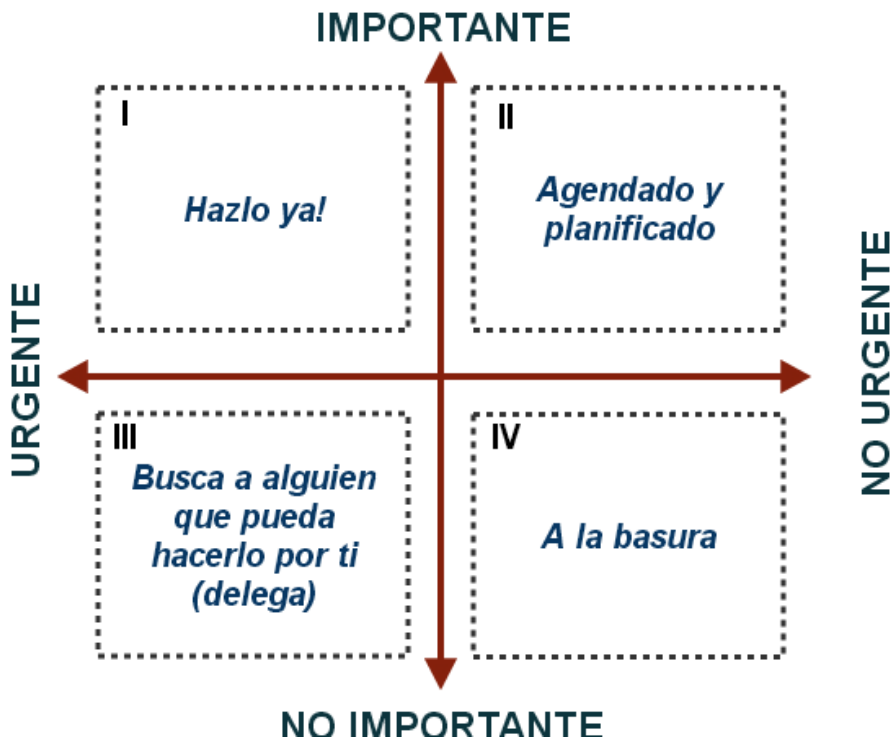 IMPORTANTE
I
Hazlo ya!
II
Agendado y
planificado
URGENTE
NO URGENTE
III
Busca a alguien
que pueda
hacerlo por ti
(delega)
IV
A la basura
NO IMPORTANTE